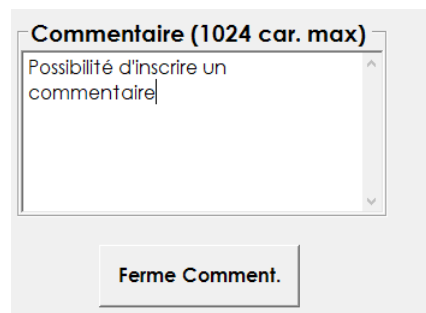 Commentaire (1024 car. max)
Possibilité d'inscrire un
commentaire
Ferme Comment.